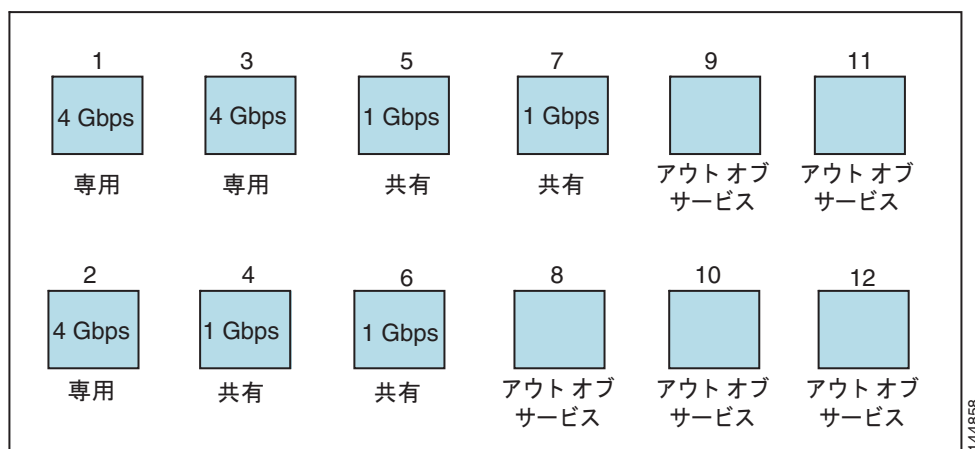 1 3 5 7 9 11
4 Gbps 4 Gbps 1 Gbps 1 Gbps
専用 専用 共有 共有 アウト オブ アウト オブ
サービス サービス
2 4 6 8 10 12
4 Gbps 1 Gbps 1 Gbps
専用 共有 共有 アウト オブ アウト オブ アウト オブ
サービス サービス サービス
144858